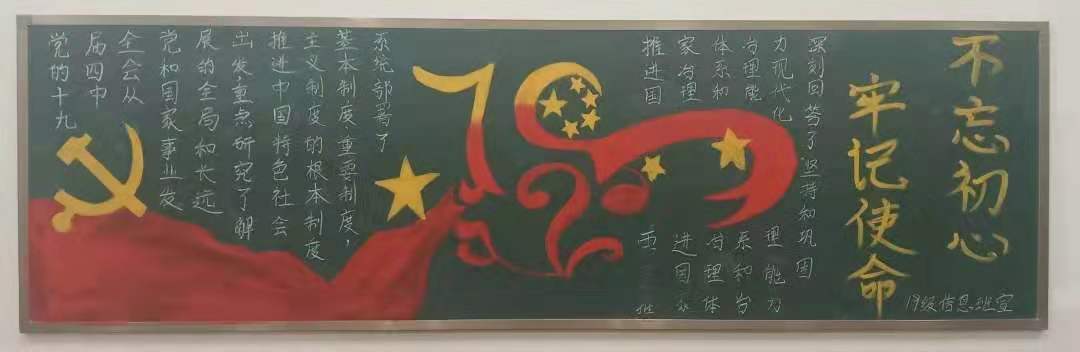 不忘初心
牢记使命
党的十九
届四中
全会从
党和国家事业发
展的全局和长远
出发重点研究了解
推进中国特色社会
主义制度的根本制度
基本制度、重要制度，
系统部署了
推进国
家治理
体系和
治理能
力现代化
深刻回答了坚持和巩固
进国家
治理体
系和治
理能力
19级信息班宣